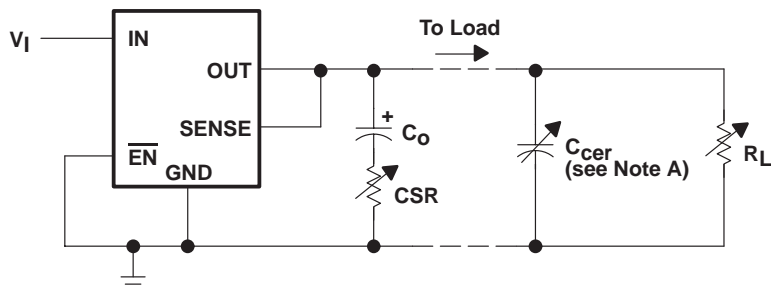 To Load
VI
IN
OUT
+
SENSE
Co
Ccer
(see Note A)
RL
EN
GND
CSR